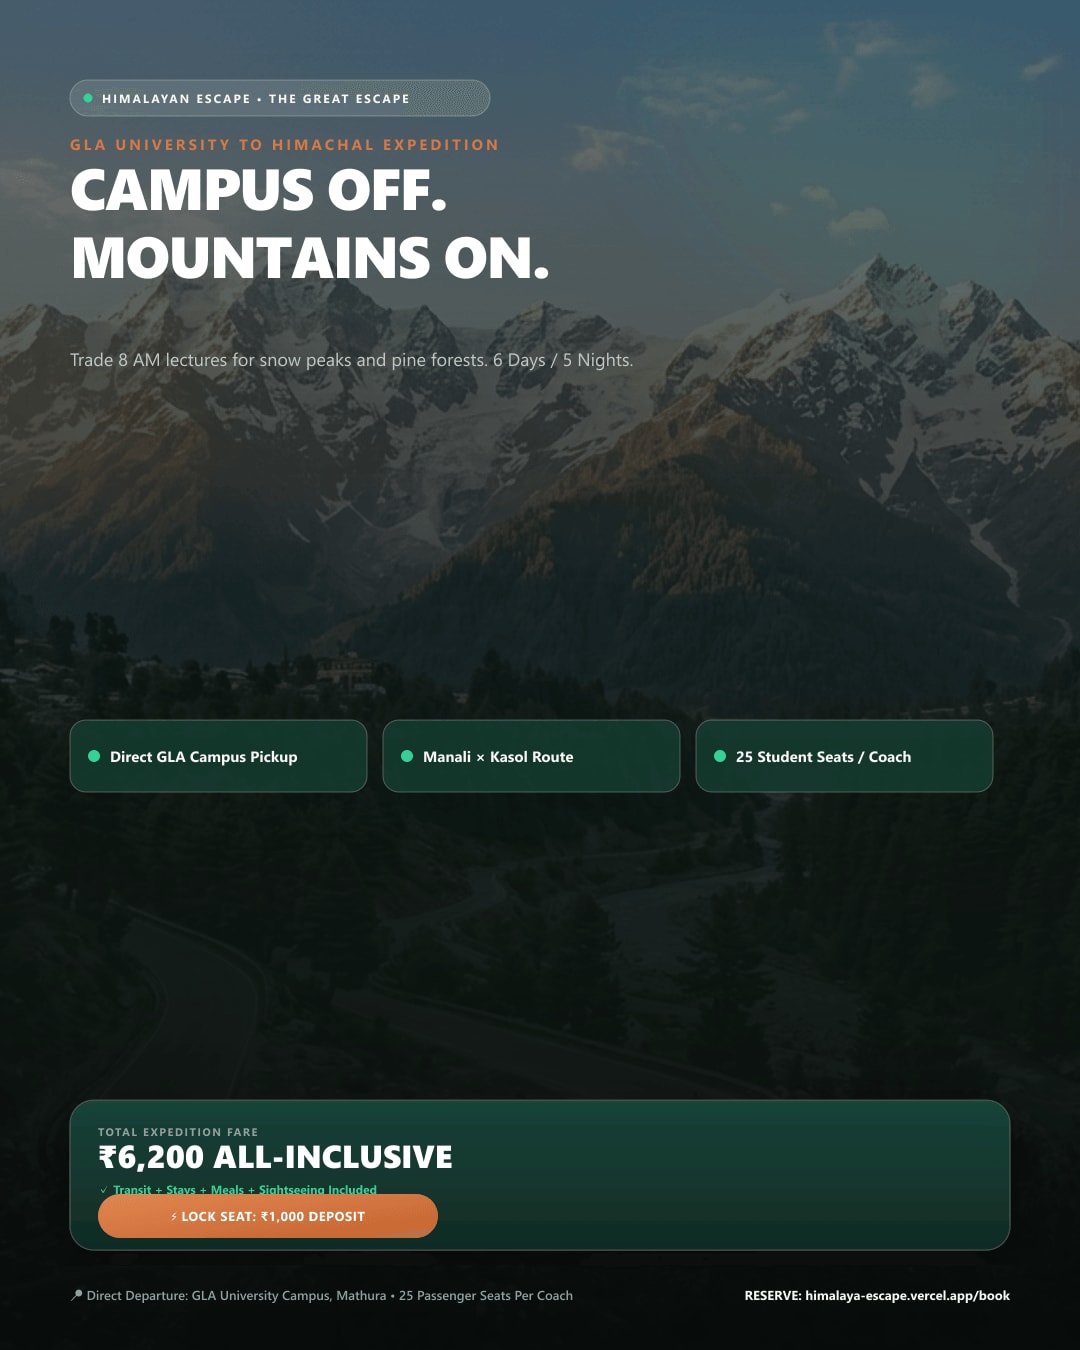 HIMALAYAN ESCAPE • THE GREAT ESCAPE
GLA UNIVERSITY TO HIMACHAL EXPEDITION
CAMPUS OFF.
MOUNTAINS ON.
Trade 8 AM lectures for snow peaks and pine forests. 6 Days / 5 Nights.
Direct GLA Campus Pickup
Manali × Kasol Route
25 Student Seats / Coach
TOTAL EXPEDITION FARE
₹6,200 ALL-INCLUSIVE
✓ Transit + Stays + Meals + Sightseeing Included
⚡ LOCK SEAT: ₹1,000 DEPOSIT
📍 Direct Departure: GLA University Campus, Mathura • 25 Passenger Seats Per Coach
RESERVE: himalaya-escape.vercel.app/book